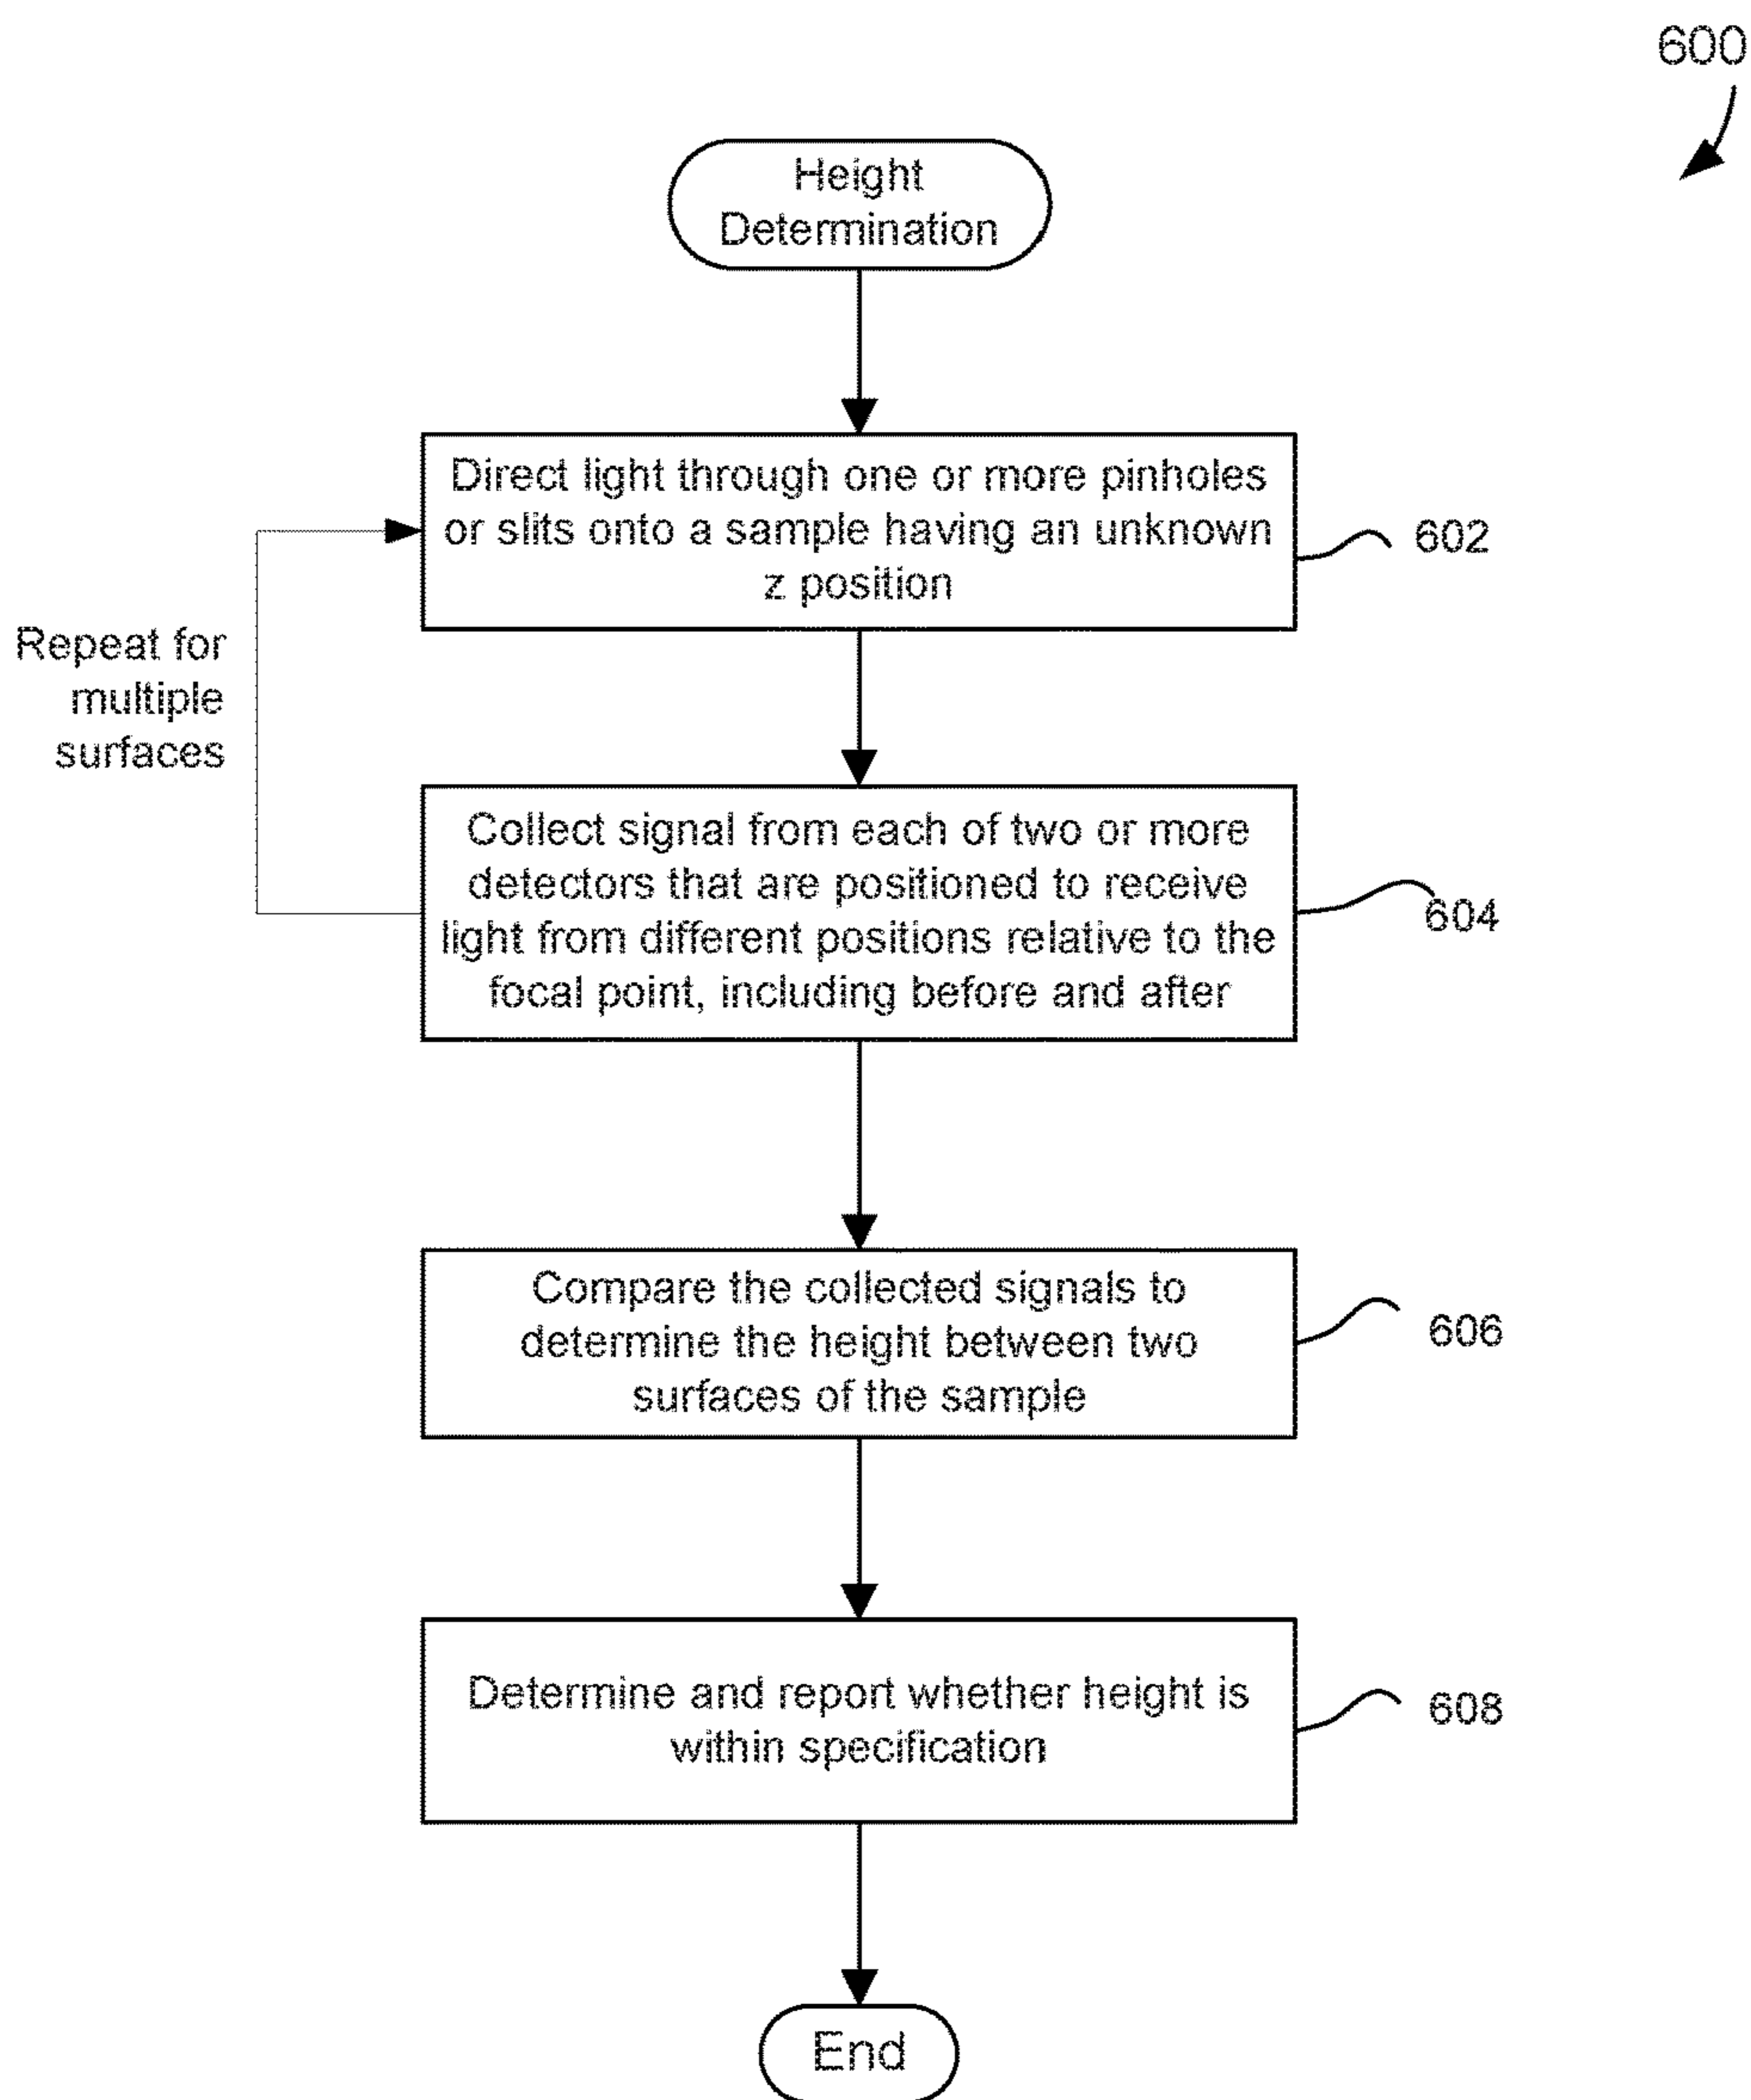 600
Height
Determination
Direct light through one or more pinholes
or slits onto a sample having an unknown
z position
602
Repeat for
multiple
surfaces
Collect signal from each of two or more
detectors that are positioned to receive
light from different positions relative to the
focal point, including before and after
604
Compare the collected signals to
determine the height between two
surfaces of the sample
606
Determine and report whether height is
within specification
608
End